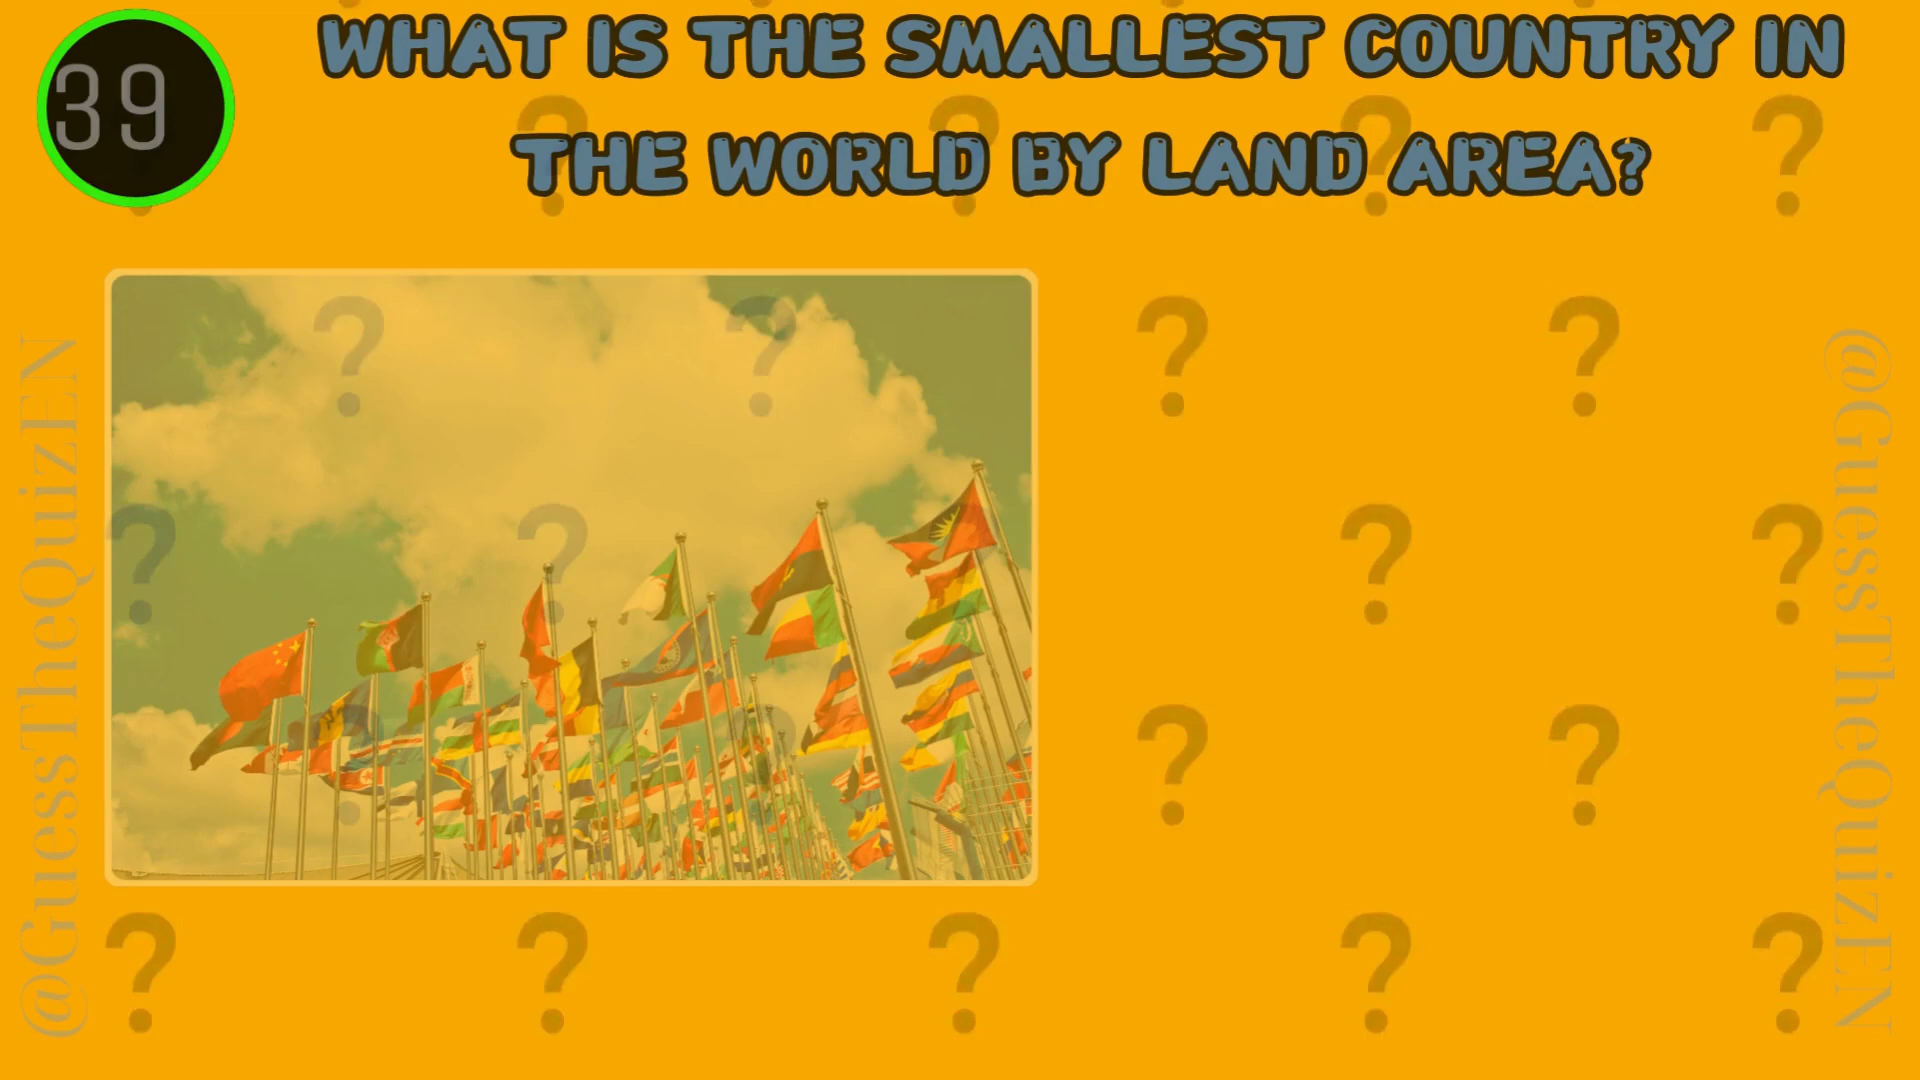 39
WHAT IS THE SMALLEST COUNTRY IN
THE WORLD BY LAND AREA?
@GuessTheQuizEN
@GuessTheQuizEN